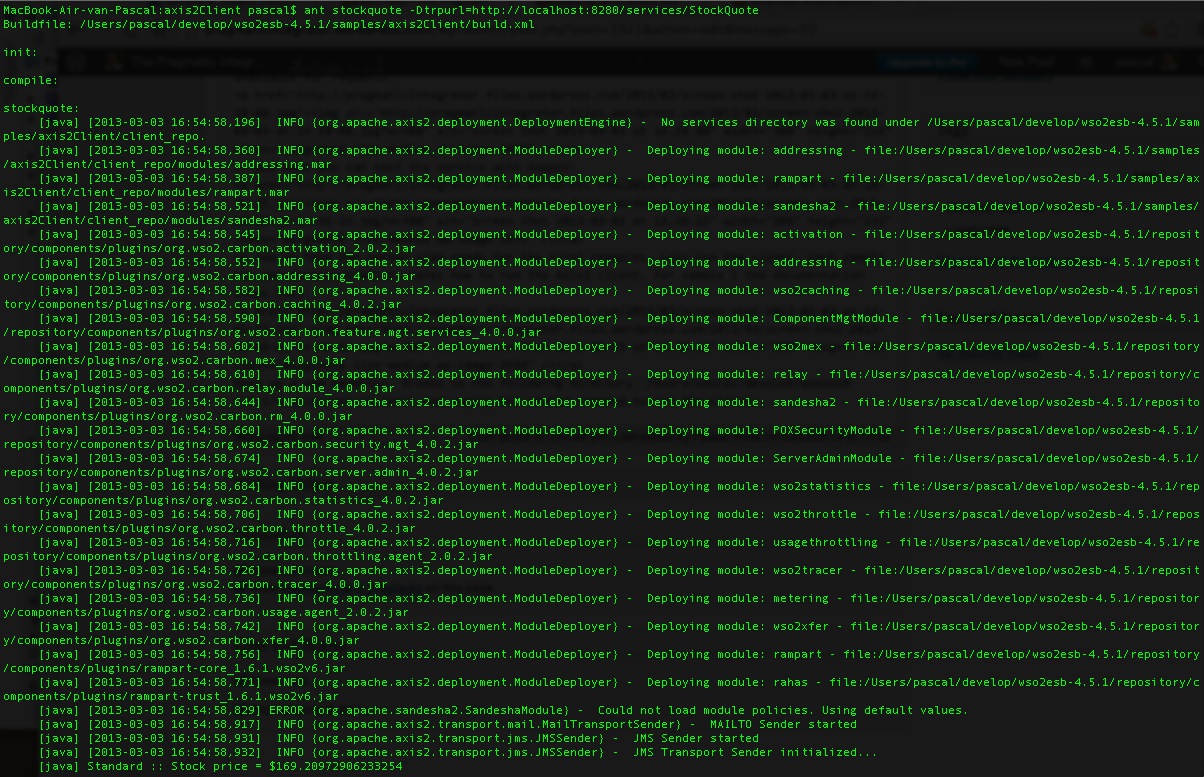 MacBook-Air-van-Pascal:axis2Client pascal$ ant stockquote -Dtrpurl=http://localhost:8280/services/StockQuote
Buildfile: /Users/pascal/develop/wso2esb-4.5.1/samples/axis2Client/build.xml
init:
compile:
stockquote:
[java] [2013-03-03 16:54:58,196]  INFO {org.apache.axis2.deployment.DeploymentEngine} -  No services directory was found under /Users/pascal/develop/wso2esb-4.5.1/sam
ples/axis2Client/client_repo.
[java] [2013-03-03 16:54:58,360]  INFO {org.apache.axis2.deployment.ModuleDeployer} -  Deploying module: addressing - file:/Users/pascal/develop/wso2esb-4.5.1/samples
/axis2Client/client_repo/modules/addressing.mar
[java] [2013-03-03 16:54:58,387]  INFO {org.apache.axis2.deployment.ModuleDeployer} -  Deploying module: rampart - file:/Users/pascal/develop/wso2esb-4.5.1/samples/ax
is2Client/client_repo/modules/rampart.mar
[java] [2013-03-03 16:54:58,521]  INFO {org.apache.axis2.deployment.ModuleDeployer} -  Deploying module: sandesha2 - file:/Users/pascal/develop/wso2esb-4.5.1/samples/
axis2Client/client_repo/modules/sandesha2.mar
[java] [2013-03-03 16:54:58,545]  INFO {org.apache.axis2.deployment.ModuleDeployer} -  Deploying module: activation - file:/Users/pascal/develop/wso2esb-4.5.1/reposit
ory/components/plugins/org.wso2.carbon.activation_2.0.2.jar
[java] [2013-03-03 16:54:58,552]  INFO {org.apache.axis2.deployment.ModuleDeployer} -  Deploying module: addressing - file:/Users/pascal/develop/wso2esb-4.5.1/reposit
ory/components/plugins/org.wso2.carbon.addressing_4.0.0.jar
[java] [2013-03-03 16:54:58,582]  INFO {org.apache.axis2.deployment.ModuleDeployer} -  Deploying module: wso2caching - file:/Users/pascal/develop/wso2esb-4.5.1/reposi
tory/components/plugins/org.wso2.carbon.caching_4.0.2.jar
[java] [2013-03-03 16:54:58,590]  INFO {org.apache.axis2.deployment.ModuleDeployer} -  Deploying module: ComponentMgtModule - file:/Users/pascal/develop/wso2esb-4.5.1
/repository/components/plugins/org.wso2.carbon.feature.mgt.services_4.0.0.jar
[java] [2013-03-03 16:54:58,602]  INFO {org.apache.axis2.deployment.ModuleDeployer} -  Deploying module: wso2mex - file:/Users/pascal/develop/wso2esb-4.5.1/repository
/components/plugins/org.wso2.carbon.mex_4.0.0.jar
[java] [2013-03-03 16:54:58,610]  INFO {org.apache.axis2.deployment.ModuleDeployer} -  Deploying module: relay - file:/Users/pascal/develop/wso2esb-4.5.1/repository/c
omponents/plugins/org.wso2.carbon.relay.module_4.0.0.jar
[java] [2013-03-03 16:54:58,644]  INFO {org.apache.axis2.deployment.ModuleDeployer} -  Deploying module: sandesha2 - file:/Users/pascal/develop/wso2esb-4.5.1/reposito
ry/components/plugins/org.wso2.carbon.rm_4.0.0.jar
[java] [2013-03-03 16:54:58,660]  INFO {org.apache.axis2.deployment.ModuleDeployer} -  Deploying module: POXSecurityModule - file:/Users/pascal/develop/wso2esb-4.5.1/
repository/components/plugins/org.wso2.carbon.security.mgt_4.0.2.jar
[java] [2013-03-03 16:54:58,674]  INFO {org.apache.axis2.deployment.ModuleDeployer} -  Deploying module: ServerAdminModule - file:/Users/pascal/develop/wso2esb-4.5.1/
repository/components/plugins/org.wso2.carbon.server.admin_4.0.2.jar
[java] [2013-03-03 16:54:58,684]  INFO {org.apache.axis2.deployment.ModuleDeployer} -  Deploying module: wso2statistics - file:/Users/pascal/develop/wso2esb-4.5.1/rep
ository/components/plugins/org.wso2.carbon.statistics_4.0.2.jar
[java] [2013-03-03 16:54:58,706]  INFO {org.apache.axis2.deployment.ModuleDeployer} -  Deploying module: wso2throttle - file:/Users/pascal/develop/wso2esb-4.5.1/repos
itory/components/plugins/org.wso2.carbon.throttle_4.0.2.jar
[java] [2013-03-03 16:54:58,716]  INFO {org.apache.axis2.deployment.ModuleDeployer} -  Deploying module: usagethrottling - file:/Users/pascal/develop/wso2esb-4.5.1/re
pository/components/plugins/org.wso2.carbon.throttling.agent_2.0.2.jar
[java] [2013-03-03 16:54:58,726]  INFO {org.apache.axis2.deployment.ModuleDeployer} -  Deploying module: wso2tracer - file:/Users/pascal/develop/wso2esb-4.5.1/reposit
ory/components/plugins/org.wso2.carbon.tracer_4.0.0.jar
[java] [2013-03-03 16:54:58,736]  INFO {org.apache.axis2.deployment.ModuleDeployer} -  Deploying module: metering - file:/Users/pascal/develop/wso2esb-4.5.1/repositor
y/components/plugins/org.wso2.carbon.usage.agent_2.0.2.jar
[java] [2013-03-03 16:54:58,742]  INFO {org.apache.axis2.deployment.ModuleDeployer} -  Deploying module: wso2xfer - file:/Users/pascal/develop/wso2esb-4.5.1/repositor
y/components/plugins/org.wso2.carbon.xfer_4.0.0.jar
[java] [2013-03-03 16:54:58,756]  INFO {org.apache.axis2.deployment.ModuleDeployer} -  Deploying module: rampart - file:/Users/pascal/develop/wso2esb-4.5.1/repository
/components/plugins/rampart-core_1.6.1.wso2v6.jar
[java] [2013-03-03 16:54:58,771]  INFO {org.apache.axis2.deployment.ModuleDeployer} -  Deploying module: rahas - file:/Users/pascal/develop/wso2esb-4.5.1/repository/c
omponents/plugins/rampart-trust_1.6.1.wso2v6.jar
[java] [2013-03-03 16:54:58,829] ERROR {org.apache.sandesha2.SandeshaModule} -  Could not load module policies. Using default values.
[java] [2013-03-03 16:54:58,917]  INFO {org.apache.axis2.transport.mail.MailTransportSender} -  MAILTO Sender started
[java] [2013-03-03 16:54:58,931]  INFO {org.apache.axis2.transport.jms.JMSSender} -  JMS Sender started
[java] [2013-03-03 16:54:58,932]  INFO {org.apache.axis2.transport.jms.JMSSender} -  JMS Transport Sender initialized...
[java] Standard :: Stock price = $169.20972906233254